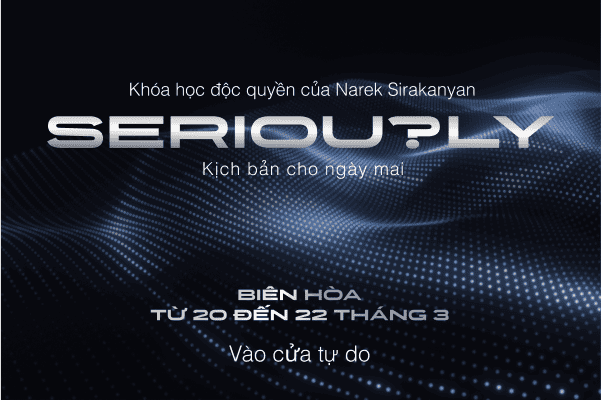 Khóa học độc quyền của Narek Sirakanyan
SERIOU?LY
Kịch bản cho ngày mai
BIÊN HÒA
TỪ 20 ĐẾN 22 THÁNG 3
Vào cửa tự do